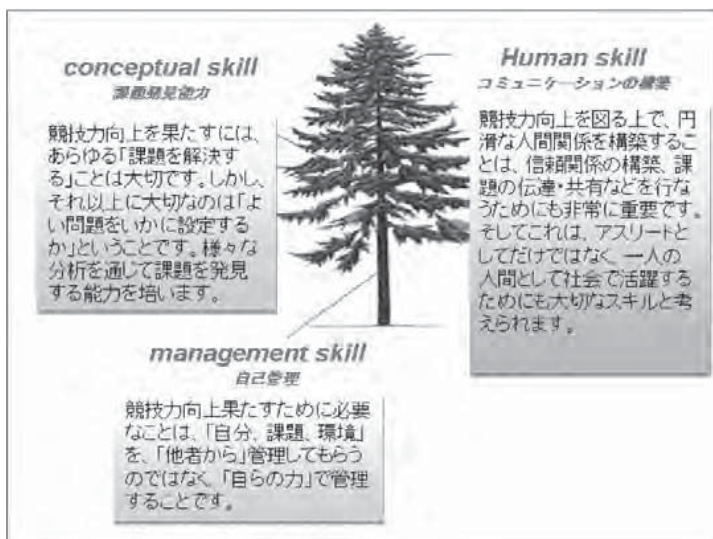 conceptual skill
課題発見能力
競技力向上を果たすには、
あらゆる「課題を解決す
る」ことは大切です。しかし、
それ以上に大切なのは「よ
い問題をいかに設定する
か」ということです。様々な
分析を通じて課題を発見
する能力を培います。
Human skill
コミュニケーションの構築
競技力向上を図る上で、円
滑な人間関係を構築するこ
とは、信頼関係の構築、課
題の伝達・共有などを行な
うためにも非常に重要です。
そしてこれは、アスリートと
してだけではなく、一人の
人間として社会で活躍する
ためにも大切なスキルと考
えられます。
management skill
自己管理
競技力向上果たすために必要
なことは、「自分、課題、環境」
を、「他者から」管理してもらう
のではなく、「自らの力」で管理
することです。